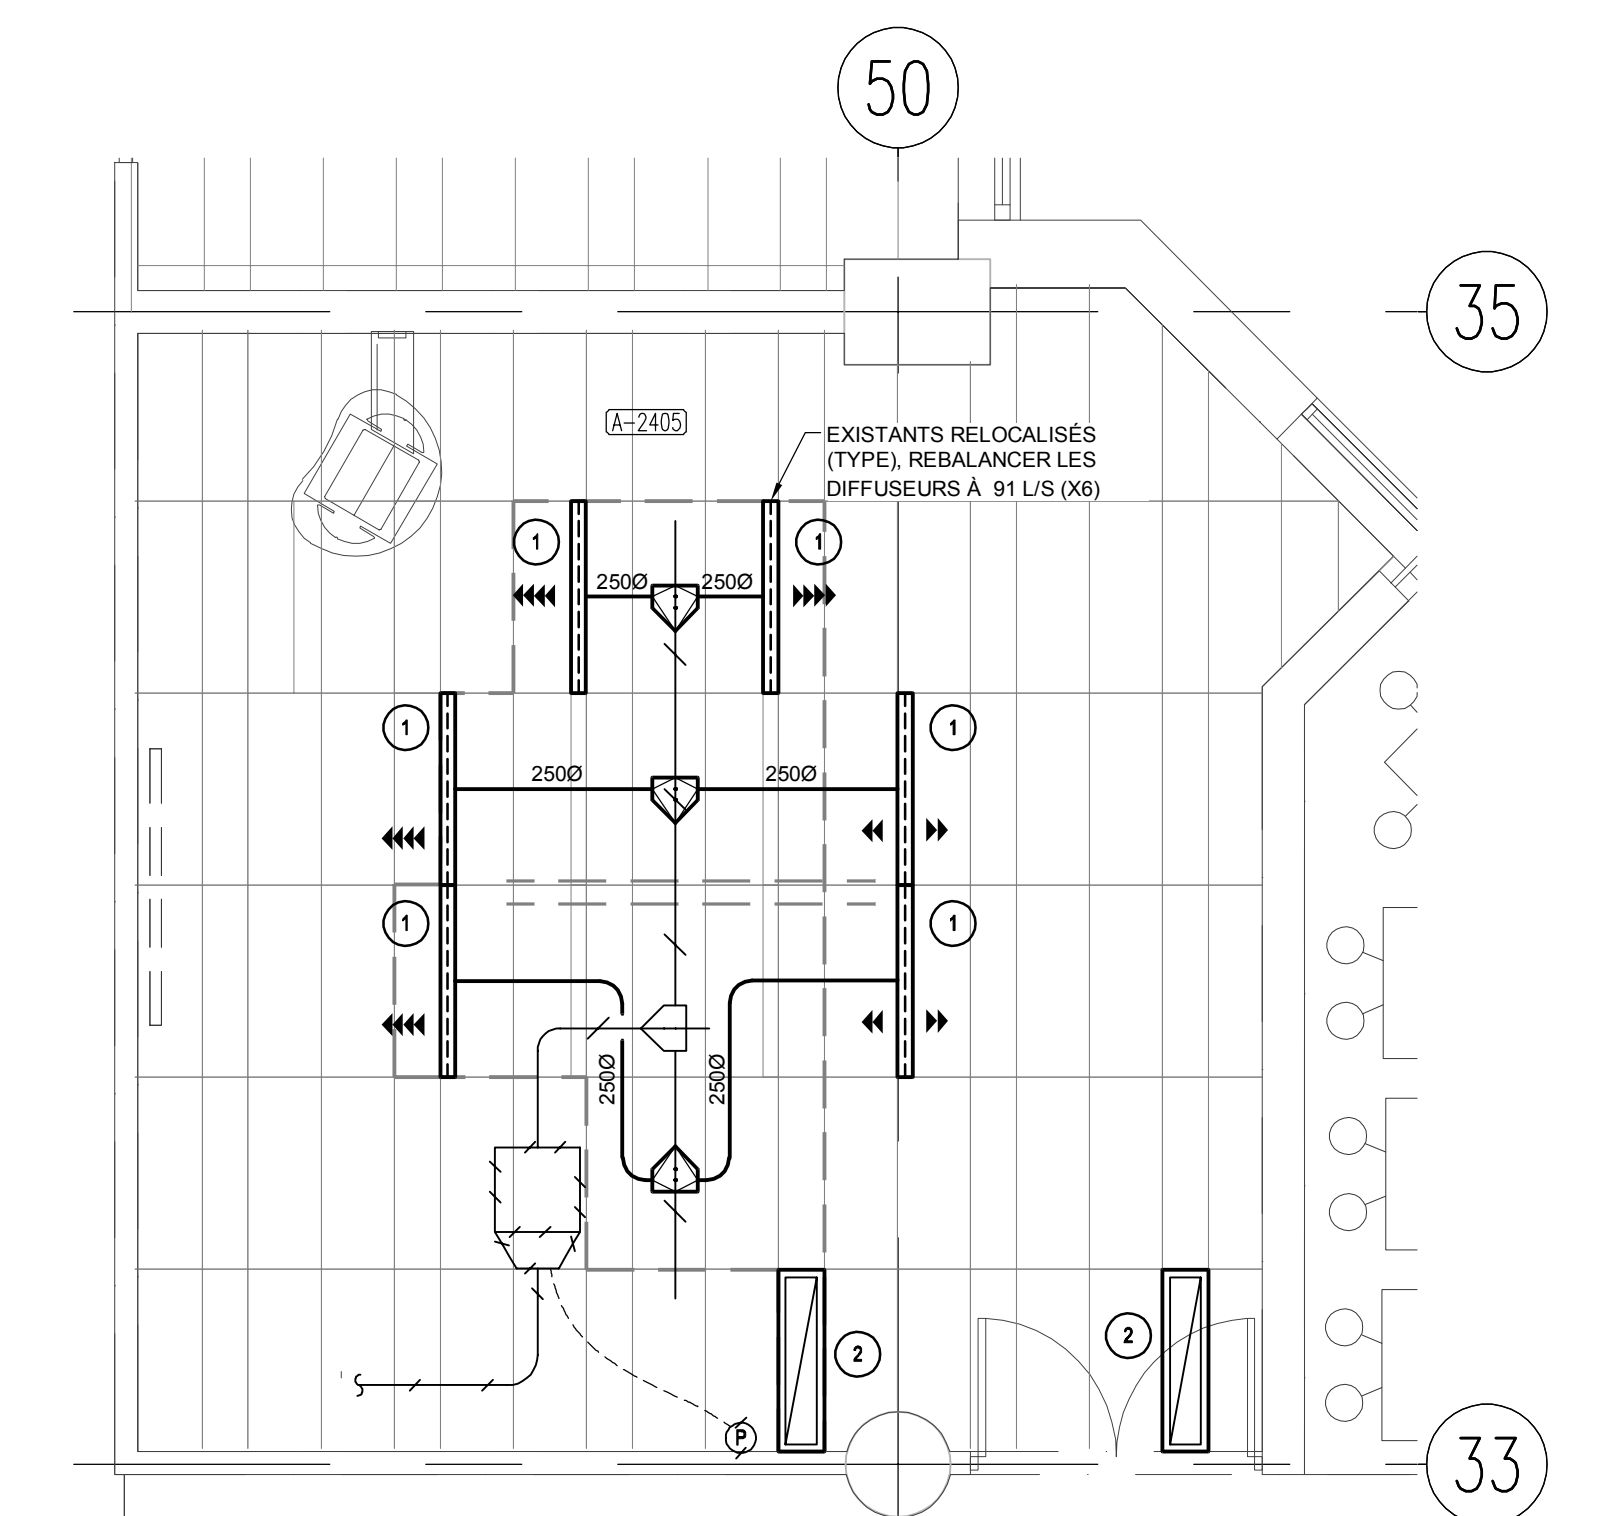 50
35
A-2405
EXISTANTS RELOCALISÉS
(TYPE), REBALANCER LES
DIFFUSEURS À 91 L/S (X6)
1
1
250Ø
250Ø
1
1
250Ø
250Ø
1
1
250Ø
250Ø
2
2
P
33